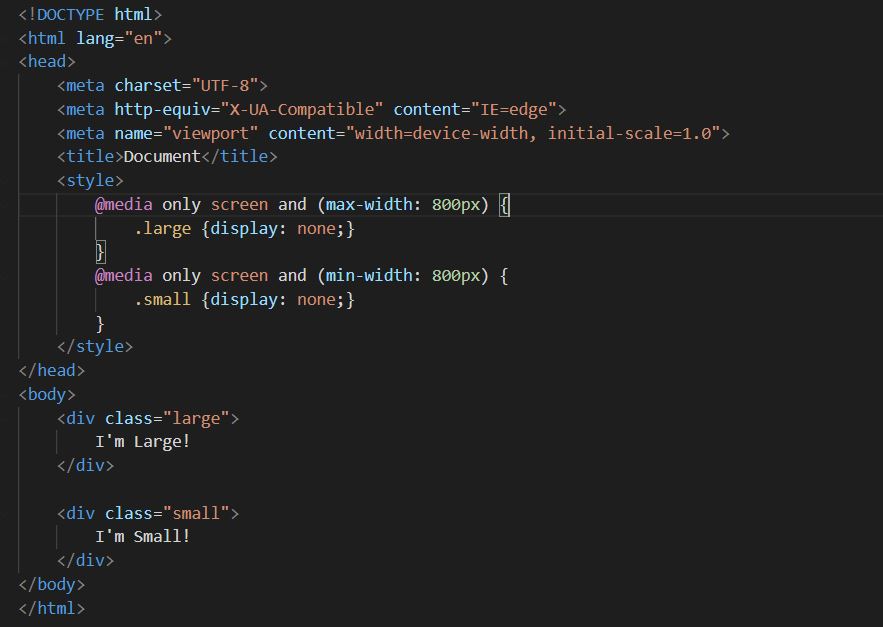 <!DOCTYPE html>
<html lang="en">
<head>
    <meta charset="UTF-8">
    <meta http-equiv="X-UA-Compatible" content="IE=edge">
    <meta name="viewport" content="width=device-width, initial-scale=1.0">
    <title>Document</title>
    <style>
        @media only screen and (max-width: 800px) {
            .large {display: none;}
        }
        @media only screen and (min-width: 800px) {
            .small {display: none;}
        }
    </style>
</head>
<body>
    <div class="large">
        I'm Large!
    </div>

    <div class="small">
        I'm Small!
    </div>
</body>
</html>